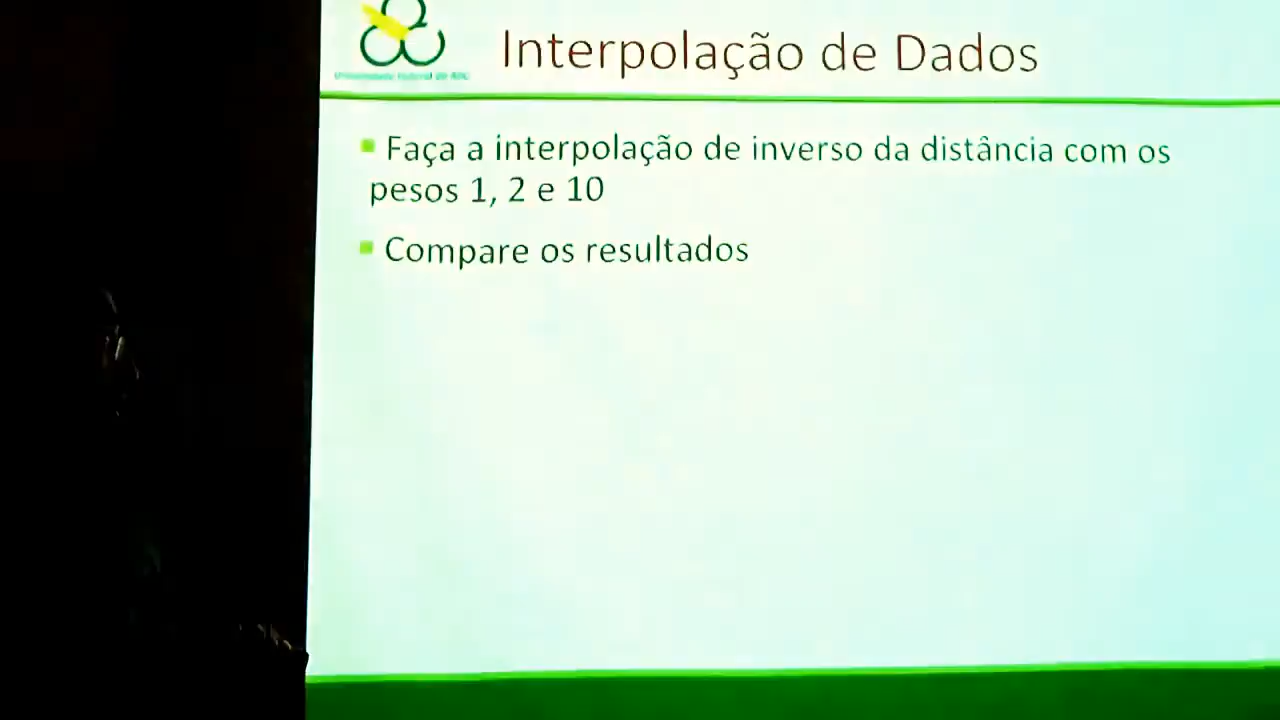 Interpolação de Dados
Faça a interpolação de inverso da distância com os
pesos 1, 2 e 10
Compare os resultados